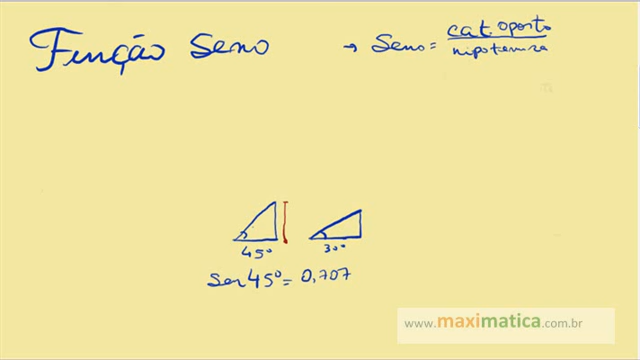 Função Seno → Seno = cat. oposto
hipotenusa
45° 30°
Sen 45° = 0,707
www.maximatica.com.br